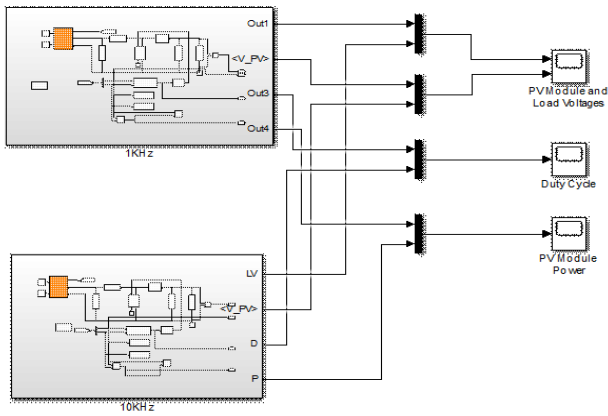 Out1
<V_PV>
Out3
Out4
1KHz
PV Module and
Load Voltages
Duty Cycle
PV Module
Power
LV
<V_PV>
D
P
10KHz